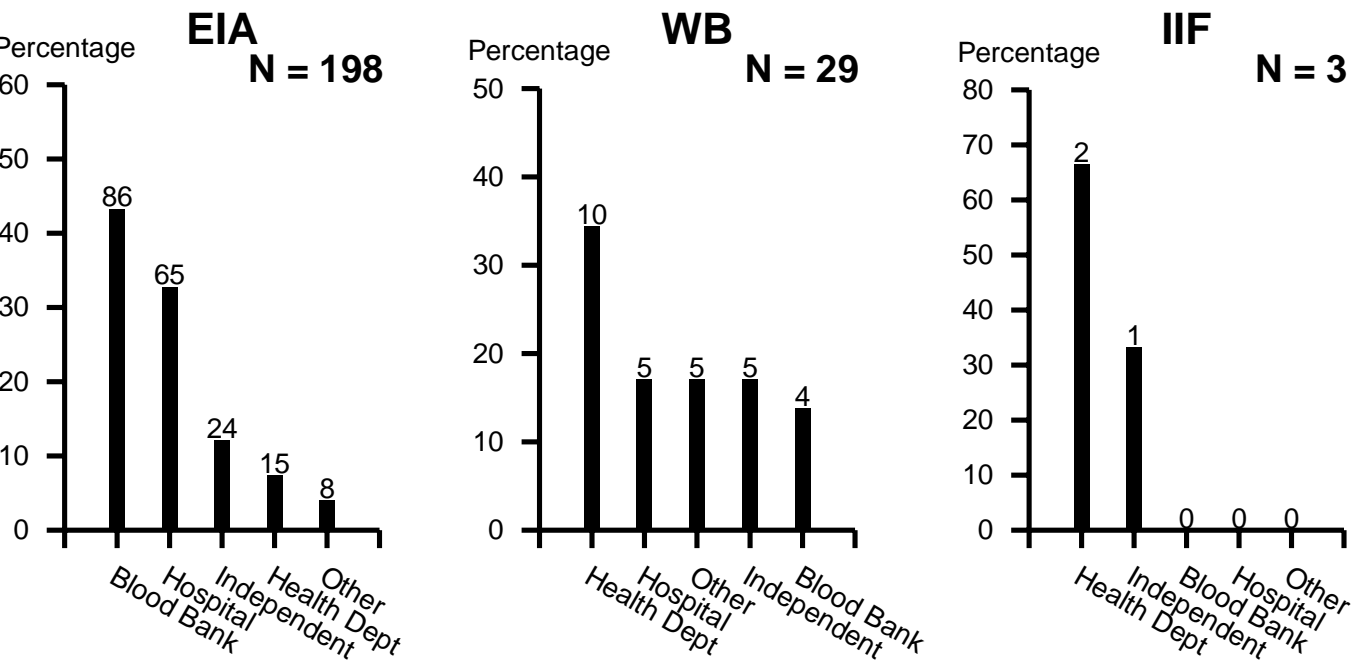 EIA
Percentage
N = 198
60
50
40
30
20
10
0
86
65
24
15
8
Blood Bank
Hospital
Independent
Health Dept
Other
WB
Percentage
N = 29
50
40
30
20
10
0
10
5
5
5
4
Health Dept
Hospital
Other
Independent
Blood Bank
IIF
Percentage
N = 3
80
70
60
50
40
30
20
10
0
2
1
0
0
0
Health Dept
Independent
Blood Bank
Hospital
Other